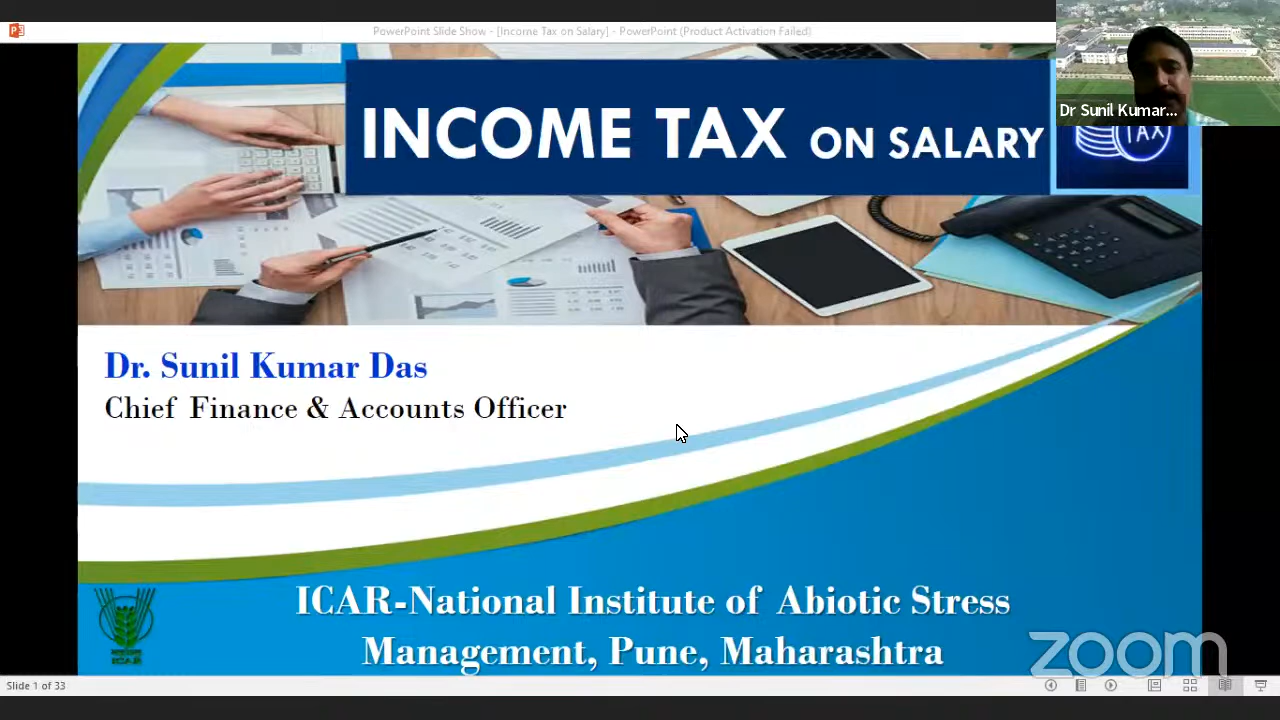 PowerPoint Slide Show - [Income Tax on Salary] - PowerPoint (Product Activation Failed)
Dr Sunil Kumar...
INCOME TAX ON SALARY
TAX
Dr. Sunil Kumar Das
Chief Finance & Accounts Officer
ICAR-National Institute of Abiotic Stress
Management, Pune, Maharashtra
ICAR
zoom
Slide 1 of 33